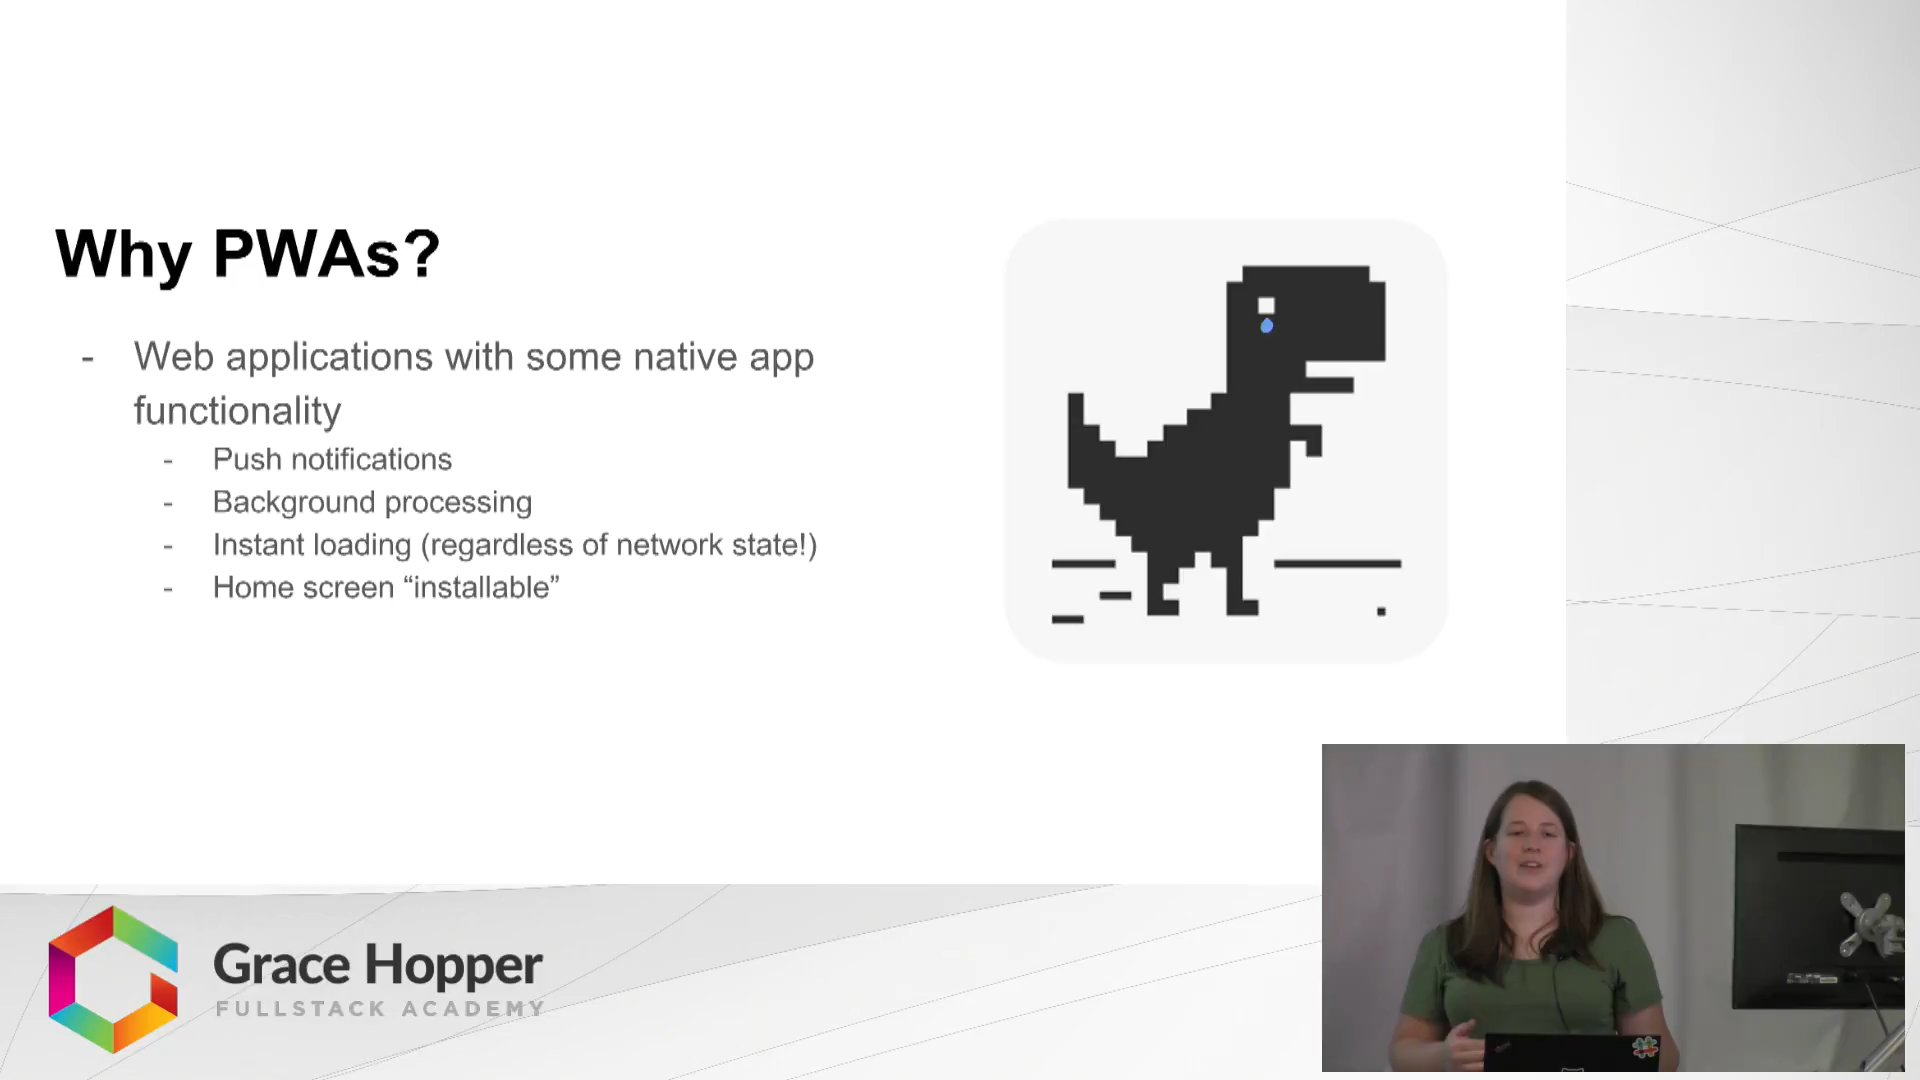 Why PWAs?
- Web applications with some native app
functionality
- Push notifications
- Background processing
- Instant loading (regardless of network state!)
- Home screen “installable”
Grace Hopper
FULLSTACK ACADEMY